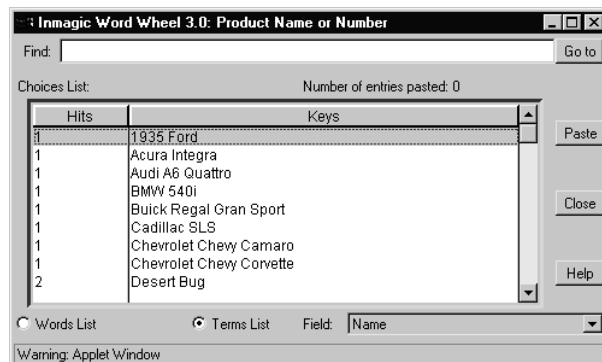 Inmagic Word Wheel 3.0: Product Name or Number
Find: Go to
Choices List: Number of entries pasted: 0
Hits Keys
1 1935 Ford
1 Acura Integra
1 Audi A6 Quattro
1 BMW 540i
1 Buick Regal Gran Sport
1 Cadillac SLS
1 Chevrolet Chevy Camaro
1 Chevrolet Chevy Corvette
2 Desert Bug
Paste
Close
Help
Words List Terms List Field: Name
Warning: Applet Window